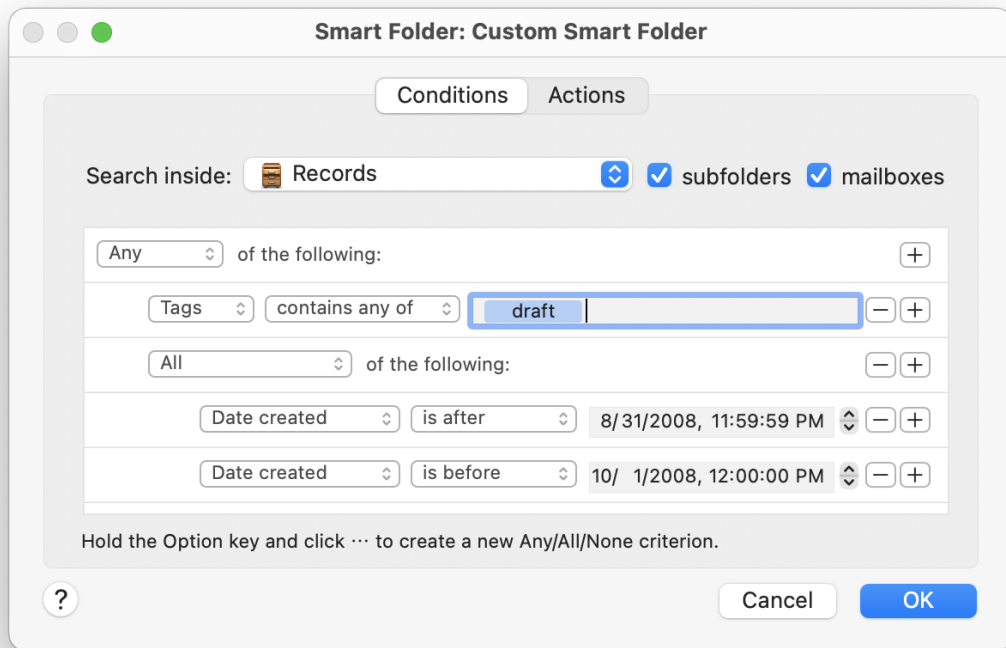 Smart Folder: Custom Smart Folder
Conditions Actions
Search inside: Records subfolders mailboxes
Any of the following:
Tags contains any of draft
All of the following:
Date created is after 8/31/2008, 11:59:59 PM
Date created is before 10/ 1/2008, 12:00:00 PM
Hold the Option key and click ··· to create a new Any/All/None criterion.
? Cancel OK